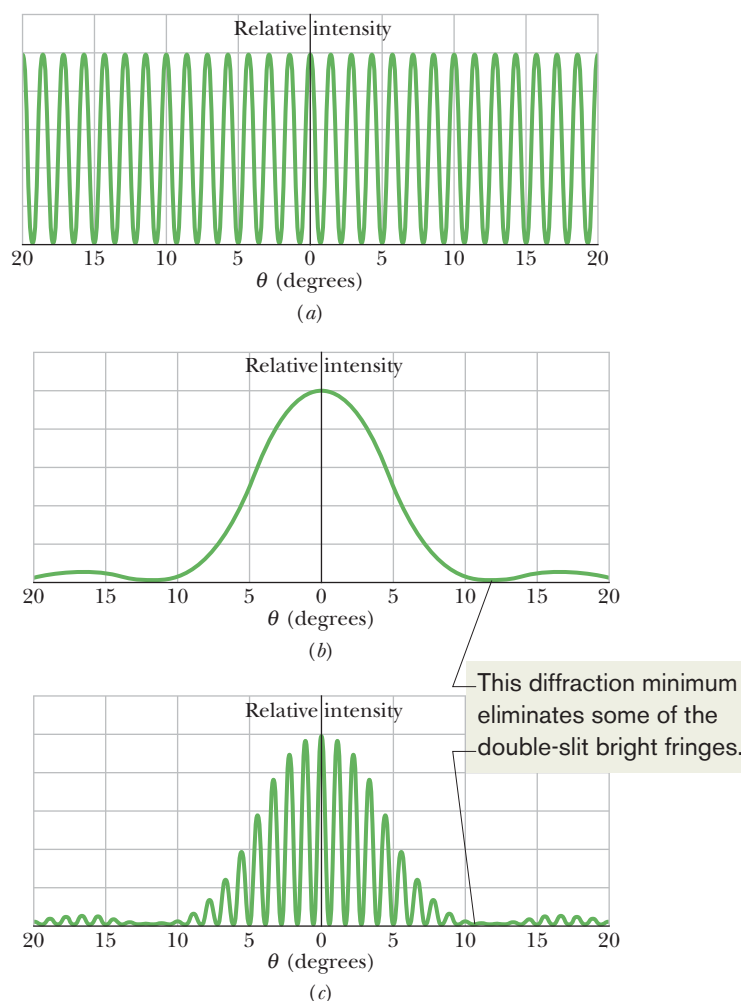 Relative intensity
20 15 10 5 0 5 10 15 20
θ (degrees)
(a)
Relative intensity
20 15 10 5 0 5 10 15 20
θ (degrees)
(b)
This diffraction minimum
eliminates some of the
double-slit bright fringes.
Relative intensity
20 15 10 5 0 5 10 15 20
θ (degrees)
(c)